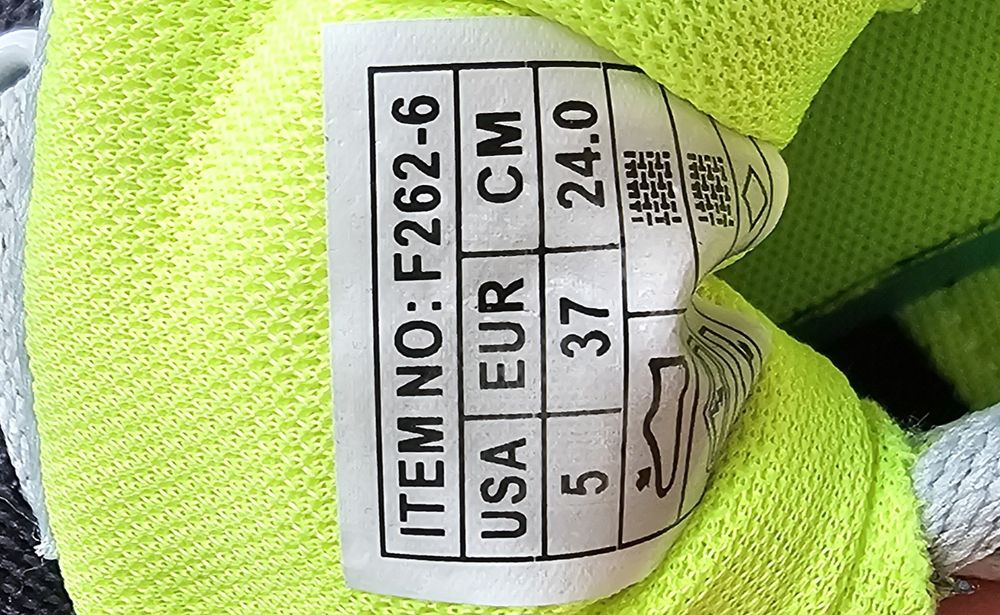 ITEM NO: F262-6
USA EUR CM
5 37 24.0